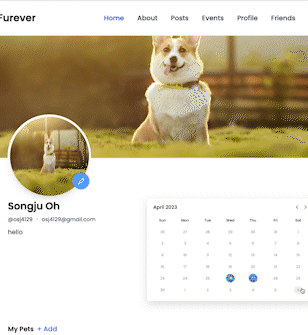 Furever
Home About Posts Events Profile Friends
Songju Oh
@osj4129 · osj4129@gmail.com
hello
April 2023
Sun Mon Tue Wed Thu Fri Sat
26 27 28 29 30 31 1
2 3 4 5 6 7 8
9 10 11 12 13 14 15
16 17 18 19 20 21 22
23 24 25 28 29
30 1 2 3 4 5
My Pets + Add